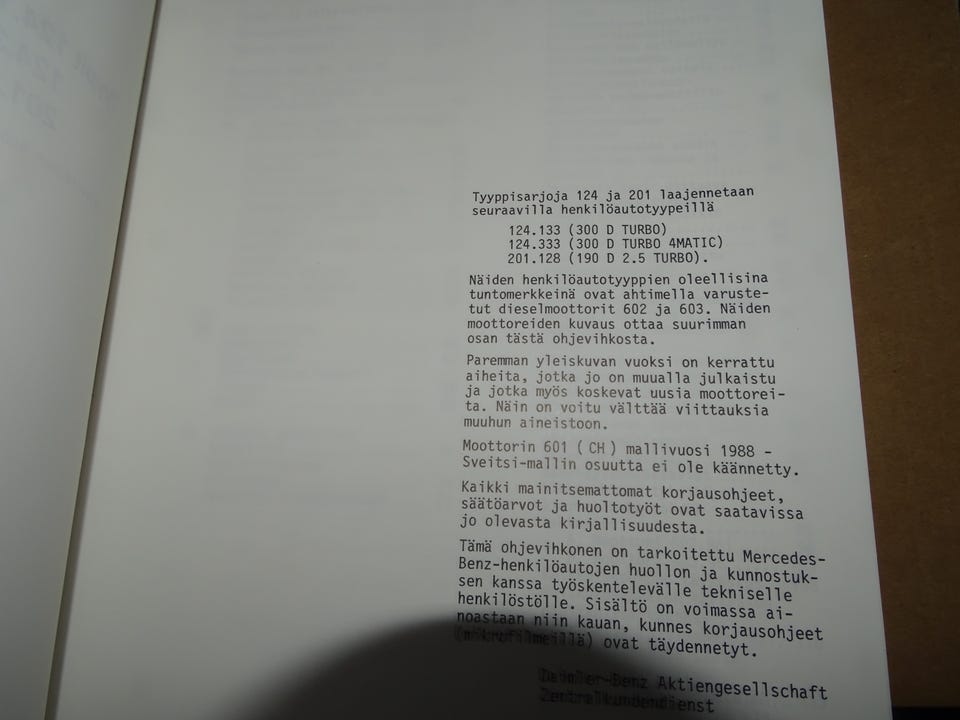 Tyyppisarjoja 124 ja 201 laajennetaan
seuraavilla henkilöautotyypeillä
124.133 (300 D TURBO)
124.333 (300 D TURBO 4MATIC)
201.128 (190 D 2.5 TURBO).
Näiden henkilöautotyyppien oleellisina
tuntomerkkeinä ovat ahtimella varuste-
tut dieselmoottorit 602 ja 603. Näiden
moottoreiden kuvaus ottaa suurimman
osan tästä ohjevihkosta.
Paremman yleiskuvan vuoksi on kerrattu
aiheita, jotka jo on muualla julkaistu
ja jotka myös koskevat uusia moottorei-
ta. Näin on voitu välttää viittauksia
muuhun aineistoon.
Moottorin 601 ( CH ) mallivuosi 1988 -
Sveitsi-mallin osuutta ei ole käännetty.
Kaikki mainitsemattomat korjausohjeet,
säätöarvot ja huoltotyöt ovat saatavissa
jo olevasta kirjallisuudesta.
Tämä ohjevihkonen on tarkoitettu Mercedes-
Benz-henkilöautojen huollon ja kunnostuk-
sen kanssa työskentelevälle tekniselle
henkilöstölle. Sisältö on voimassa ai-
noastaan niin kauan, kunnes korjausohjeet
(mikrofilmeillä) ovat täydennetyt.
Daimler-Benz Aktiengesellschaft
Zentralkundendienst